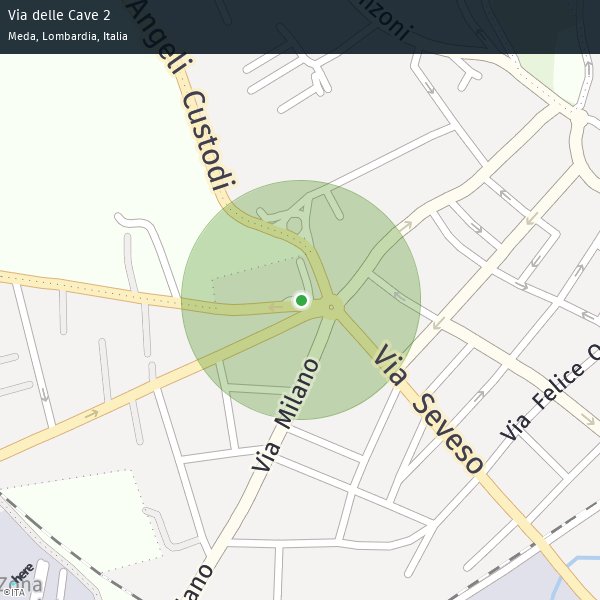 Via delle Cave 2
Meda, Lombardia, Italia
nzoni
Angeli Custodi
Via Seveso
Via Felice O
Via Milano
lano
here
Zona
©ITA